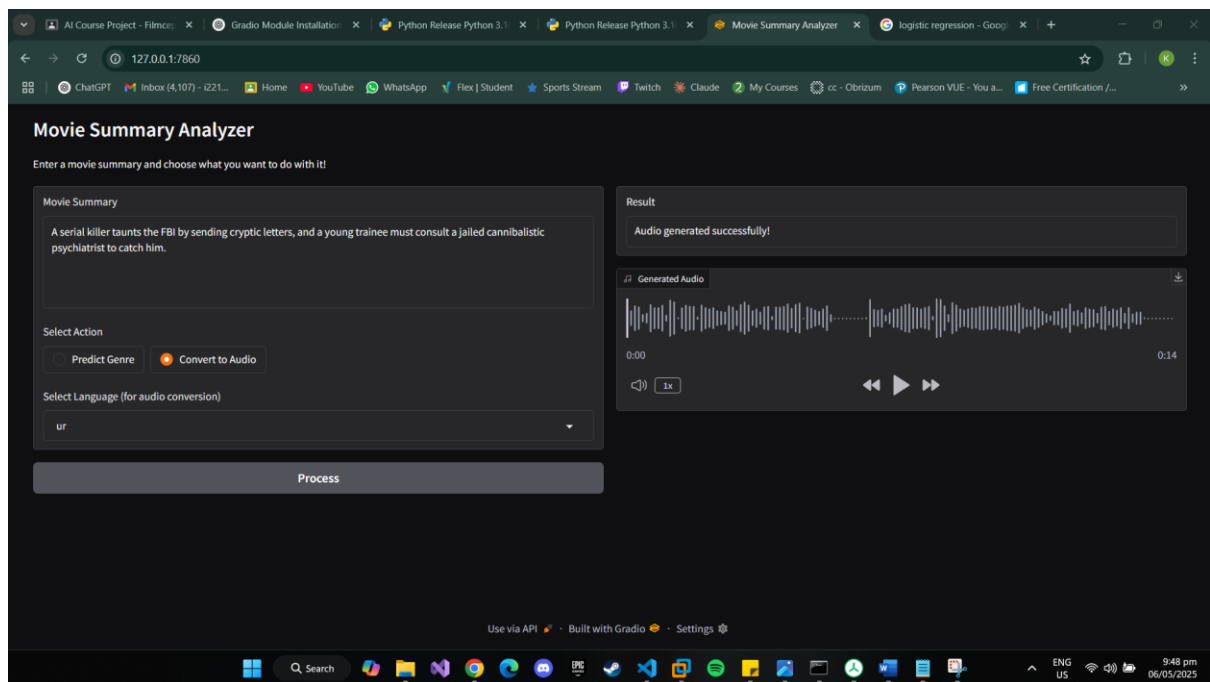 AI Course Project - Filmcep
Gradio Module Installation
Python Release Python 3.1
Python Release Python 3.1
Movie Summary Analyzer
logistic regression - Goog
127.0.0.1:7860
K
ChatGPT
Inbox (4,107) - i221...
Home
YouTube
WhatsApp
Flex | Student
Sports Stream
Twitch
Claude
My Courses
cc - Obrizum
Pearson VUE - You a...
Free Certification /...
Movie Summary Analyzer
Enter a movie summary and choose what you want to do with it!
Movie Summary
A serial killer taunts the FBI by sending cryptic letters, and a young trainee must consult a jailed cannibalistic
psychiatrist to catch him.
Select Action
Predict Genre
Convert to Audio
Select Language (for audio conversion)
ur
Process
Result
Audio generated successfully!
Generated Audio
0:00
0:14
1x
Use via API · Built with Gradio · Settings
Search
EPIC
ENG
US
9:48 pm
06/05/2025